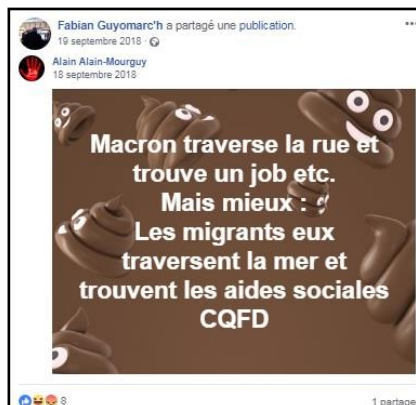 Fabian Guyomarc'h a partagé une publication.
19 septembre 2018 ·
Alain Alain-Mourguy
18 septembre 2018
Macron traverse la rue et
trouve un job etc.
Mais mieux :
Les migrants eux
traversent la mer et
trouvent les aides sociales
CQFD
8
1 partage